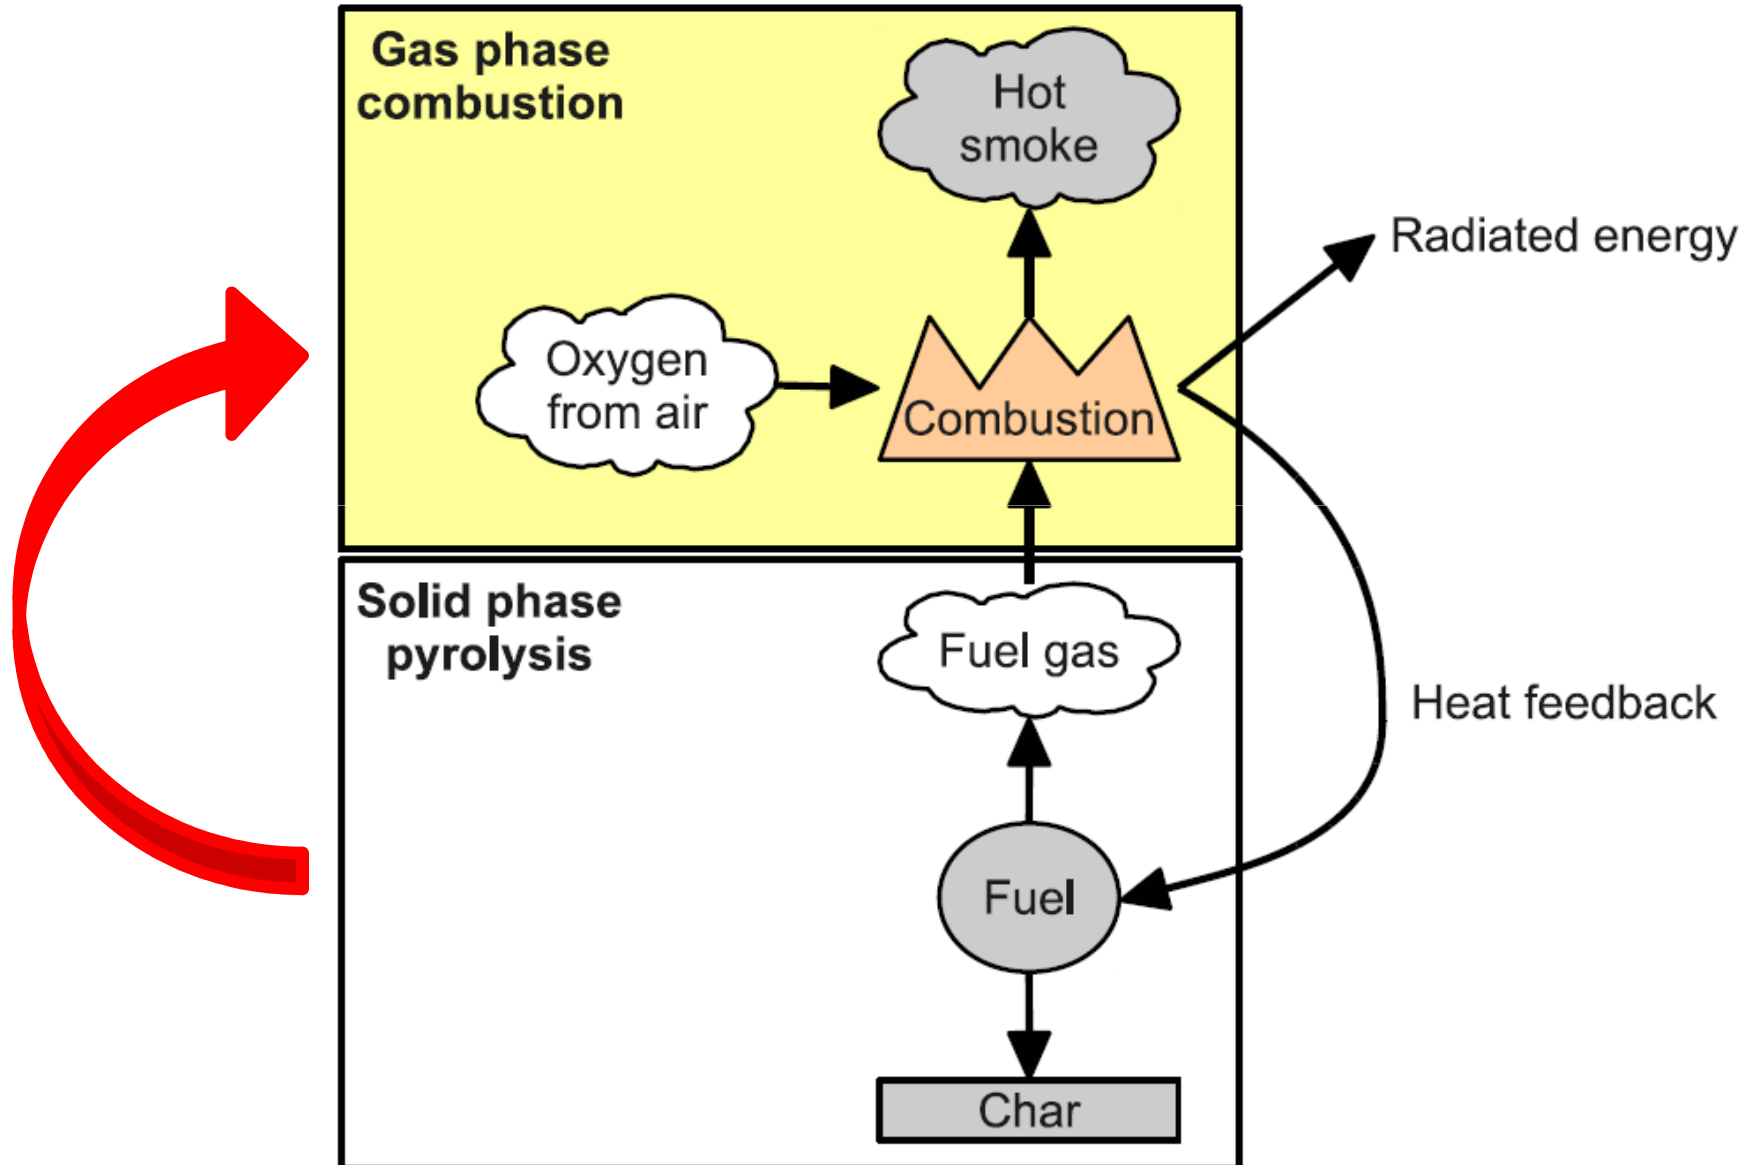 Gas phase
combustion
Hot
smoke
Radiated energy
Oxygen
from air
Combustion
Solid phase
pyrolysis
Fuel gas
Heat feedback
Fuel
Char